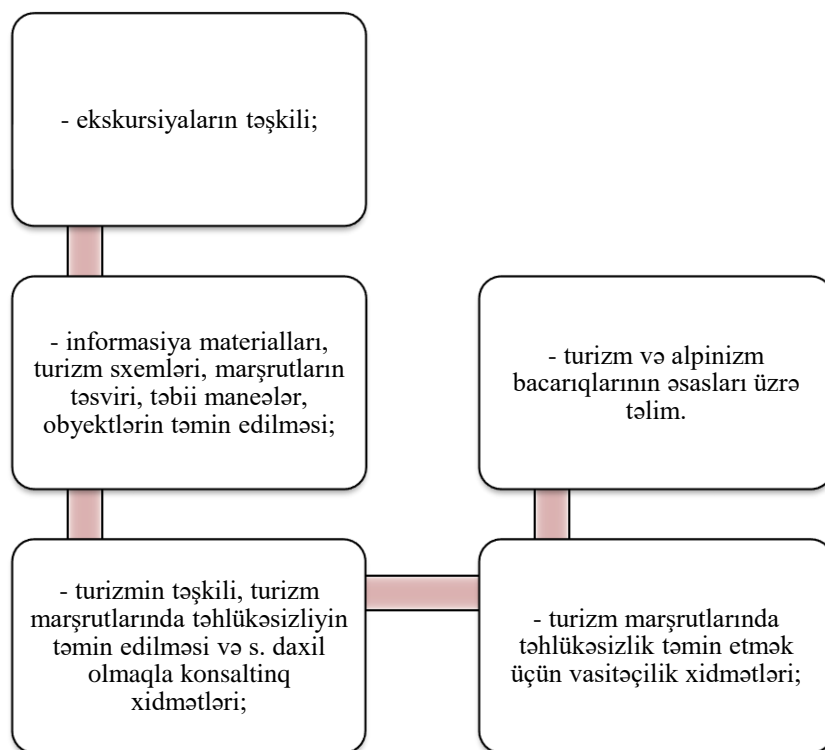 - ekskursiyaların təşkili;
- informasiya materialları,
turizm sxemləri, marşrutların
təsviri, təbii maneələr,
obyektlərin təmin edilməsi;
- turizmin təşkili, turizm
marşrutlarında təhlükəsizliyin
təmin edilməsi və s. daxil
olmaqla konsaltinq
xidmətləri;
- turizm marşrutlarında
təhlükəsizlik təmin etmək
üçün vasitəçilik xidmətləri;
- turizm və alpinizm
bacarıqlarının əsasları üzrə
təlim.